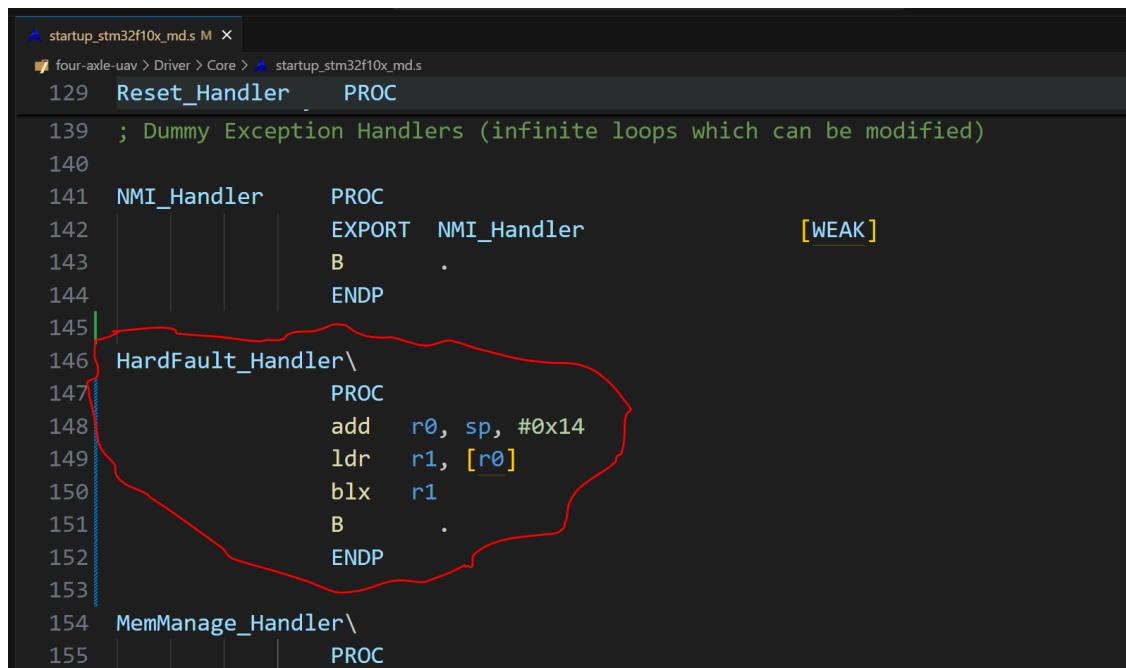 startup_stm32f10x_md.s M ×
four-axle-uav > Driver > Core > startup_stm32f10x_md.s
129 Reset_Handler PROC
139 ; Dummy Exception Handlers (infinite loops which can be modified)
140
141 NMI_Handler PROC
142 EXPORT NMI_Handler [WEAK]
143 B .
144 ENDP
145
146 HardFault_Handler\
147 PROC
148 add r0, sp, #0x14
149 ldr r1, [r0]
150 blx r1
151 B .
152 ENDP
153
154 MemManage_Handler\
155 PROC